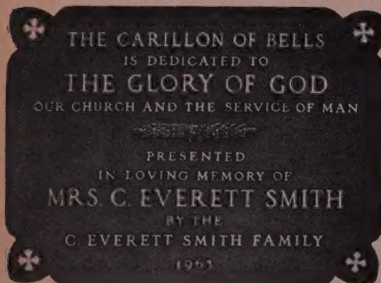 THE CARILLON OF BELLS
IS DEDICATED TO
THE GLORY OF GOD
OUR CHURCH AND THE SERVICE OF MAN
PRESENTED
IN LOVING MEMORY OF
MRS. C. EVERETT SMITH
BY THE
C. EVERETT SMITH FAMILY
1963